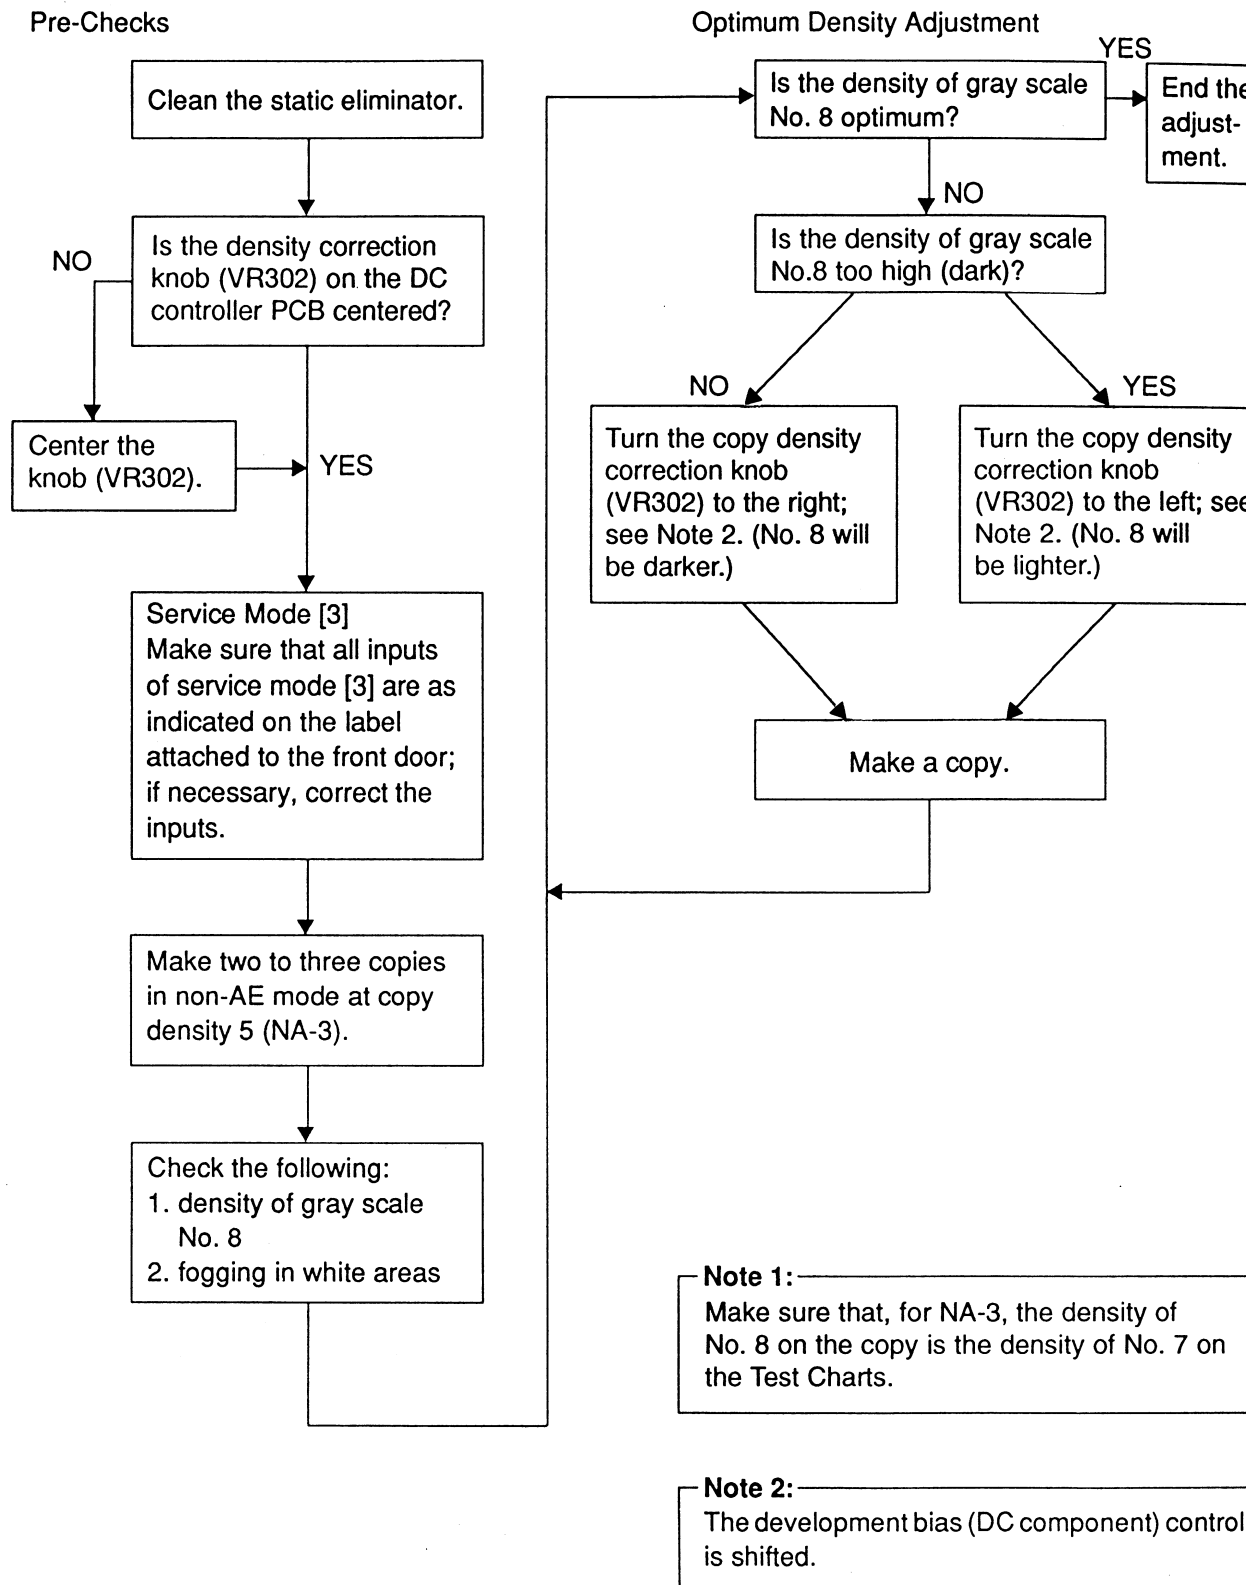 Pre-Checks
Clean the static eliminator.
Is the density correction
knob (VR302) on the DC
controller PCB centered?
NO
Center the
knob (VR302).
YES
Service Mode [3]
Make sure that all inputs
of service mode [3] are as
indicated on the label
attached to the front door;
if necessary, correct the
inputs.
Make two to three copies
in non-AE mode at copy
density 5 (NA-3).
Check the following:
1. density of gray scale
No. 8
2. fogging in white areas
Optimum Density Adjustment
Is the density of gray scale
No. 8 optimum?
YES
End the
adjust-
ment.
NO
Is the density of gray scale
No.8 too high (dark)?
NO
Turn the copy density
correction knob
(VR302) to the right;
see Note 2. (No. 8 will
be darker.)
YES
Turn the copy density
correction knob
(VR302) to the left; see
Note 2. (No. 8 will
be lighter.)
Make a copy.
Note 1:
Make sure that, for NA-3, the density of
No. 8 on the copy is the density of No. 7 on
the Test Charts.
Note 2:
The development bias (DC component) control
is shifted.